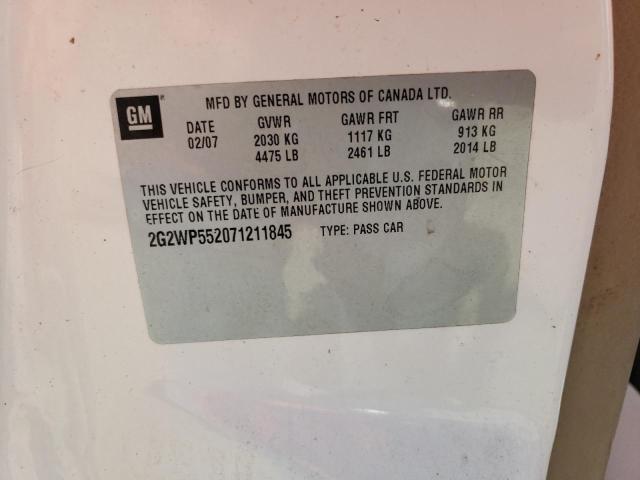 GM
MFD BY GENERAL MOTORS OF CANADA LTD.
DATE GVWR GAWR FRT GAWR RR
02/07 2030 KG 1117 KG 913 KG
4475 LB 2461 LB 2014 LB
THIS VEHICLE CONFORMS TO ALL APPLICABLE U.S. FEDERAL MOTOR
VEHICLE SAFETY, BUMPER, AND THEFT PREVENTION STANDARDS IN
EFFECT ON THE DATE OF MANUFACTURE SHOWN ABOVE.
2G2WP552071211845 TYPE: PASS CAR